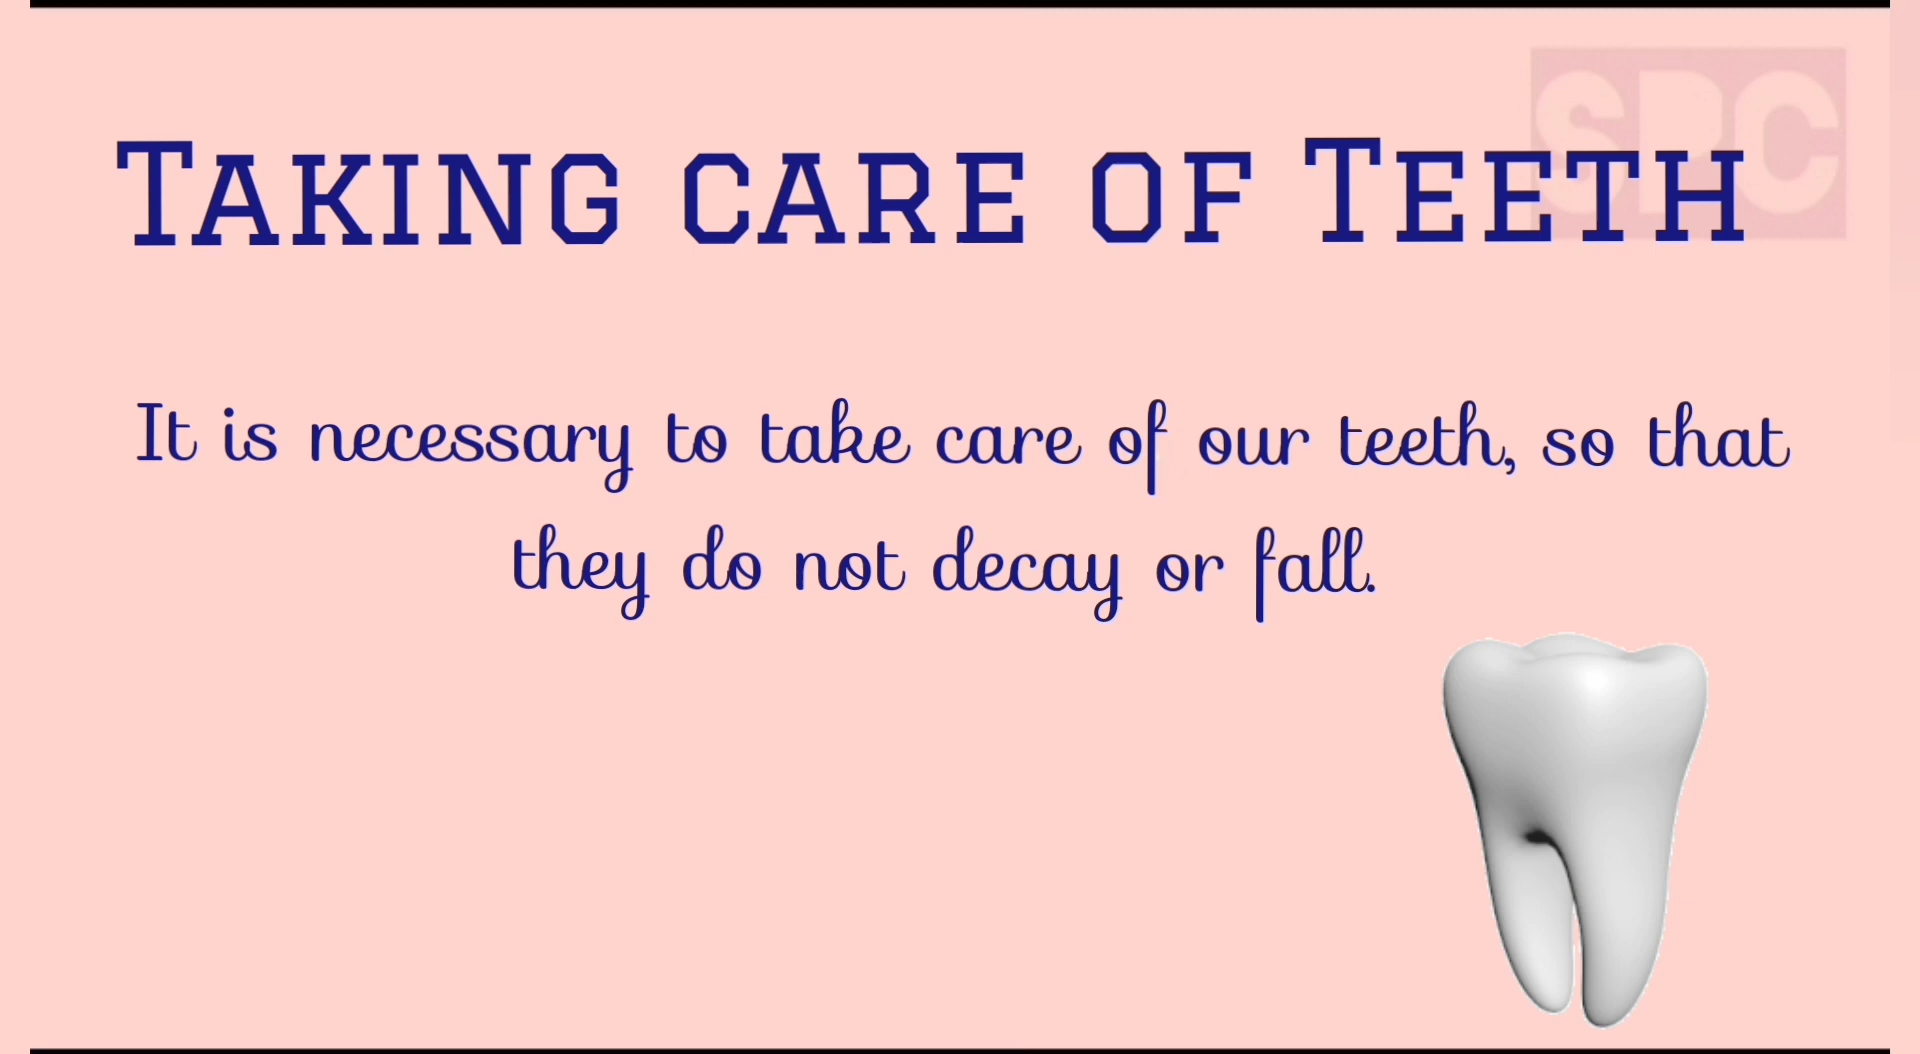 SPC
Taking care of Teeth
It is necessary to take care of our teeth, so that
they do not decay or fall.